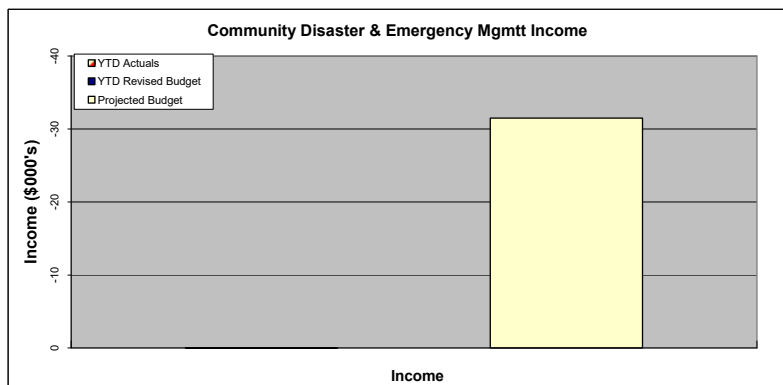 Community Disaster & Emergency Mgmtt Income
YTD Actuals
YTD Revised Budget
Projected Budget
Income ($000's)
-40
-30
-20
-10
0
Income